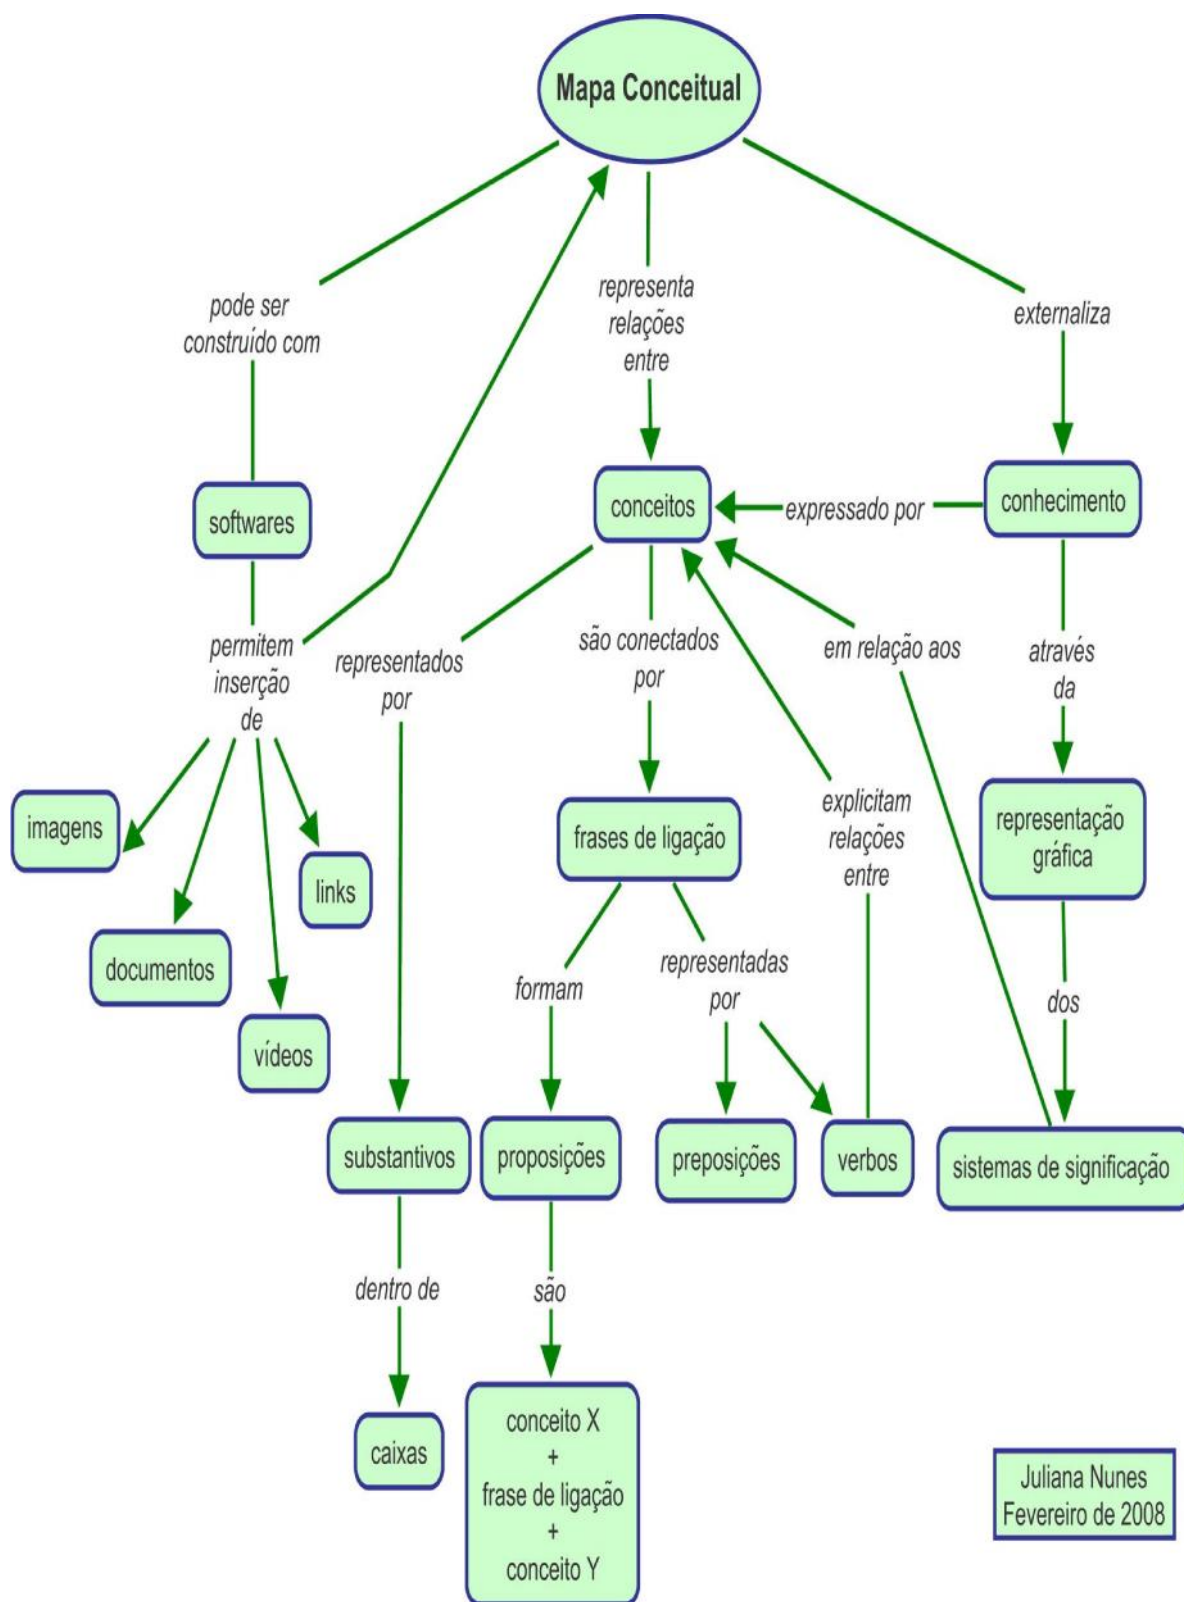 Mapa Conceitual
pode ser
construído com
representa
relações
entre
externaliza
softwares
conceitos
expressado por
conhecimento
permitem
inserção
de
representados
por
são conectados
por
em relação aos
através
da
imagens
links
documentos
vídeos
frases de ligação
explicitam
relações
entre
representação
gráfica
formam
representadas
por
dos
substantivos
proposições
preposições
verbos
sistemas de significação
dentro de
são
caixas
conceito X
+
frase de ligação
+
conceito Y
Juliana Nunes
Fevereiro de 2008